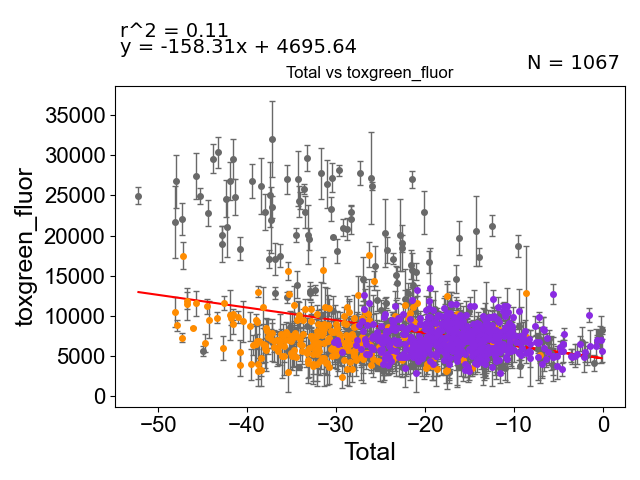 r^2 = 0.11
y = -158.31x + 4695.64
N = 1067
Total vs toxgreen_fluor
toxgreen_fluor
35000
30000
25000
20000
15000
10000
5000
0
−50 −40 −30 −20 −10 0
Total